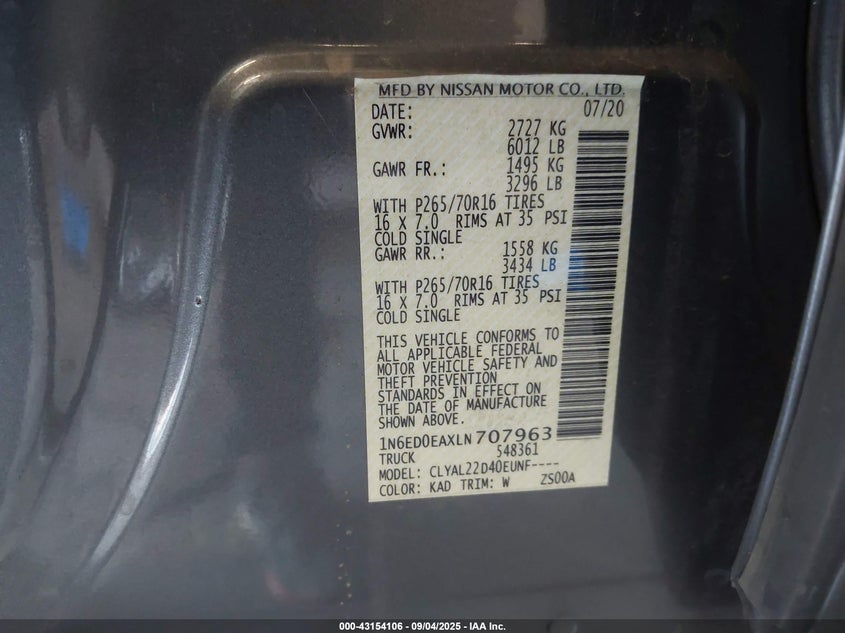 MFD BY NISSAN MOTOR CO., LTD.
DATE: 07/20
GVWR: 2727 KG
6012 LB
GAWR FR.: 1495 KG
3296 LB
WITH P265/70R16 TIRES
16 X 7.0 RIMS AT 35 PSI
COLD SINGLE
GAWR RR.: 1558 KG
3434 LB
WITH P265/70R16 TIRES
16 X 7.0 RIMS AT 35 PSI
COLD SINGLE
THIS VEHICLE CONFORMS TO
ALL APPLICABLE FEDERAL
MOTOR VEHICLE SAFETY AND
THEFT PREVENTION
STANDARDS IN EFFECT ON
THE DATE OF MANUFACTURE
SHOWN ABOVE.
1N6ED0EAXLN707963
TRUCK 548361
MODEL: CLYAL22D40EUNF----
COLOR: KAD TRIM: W ZS00A
000-43154106 - 09/04/2025 - IAA Inc.